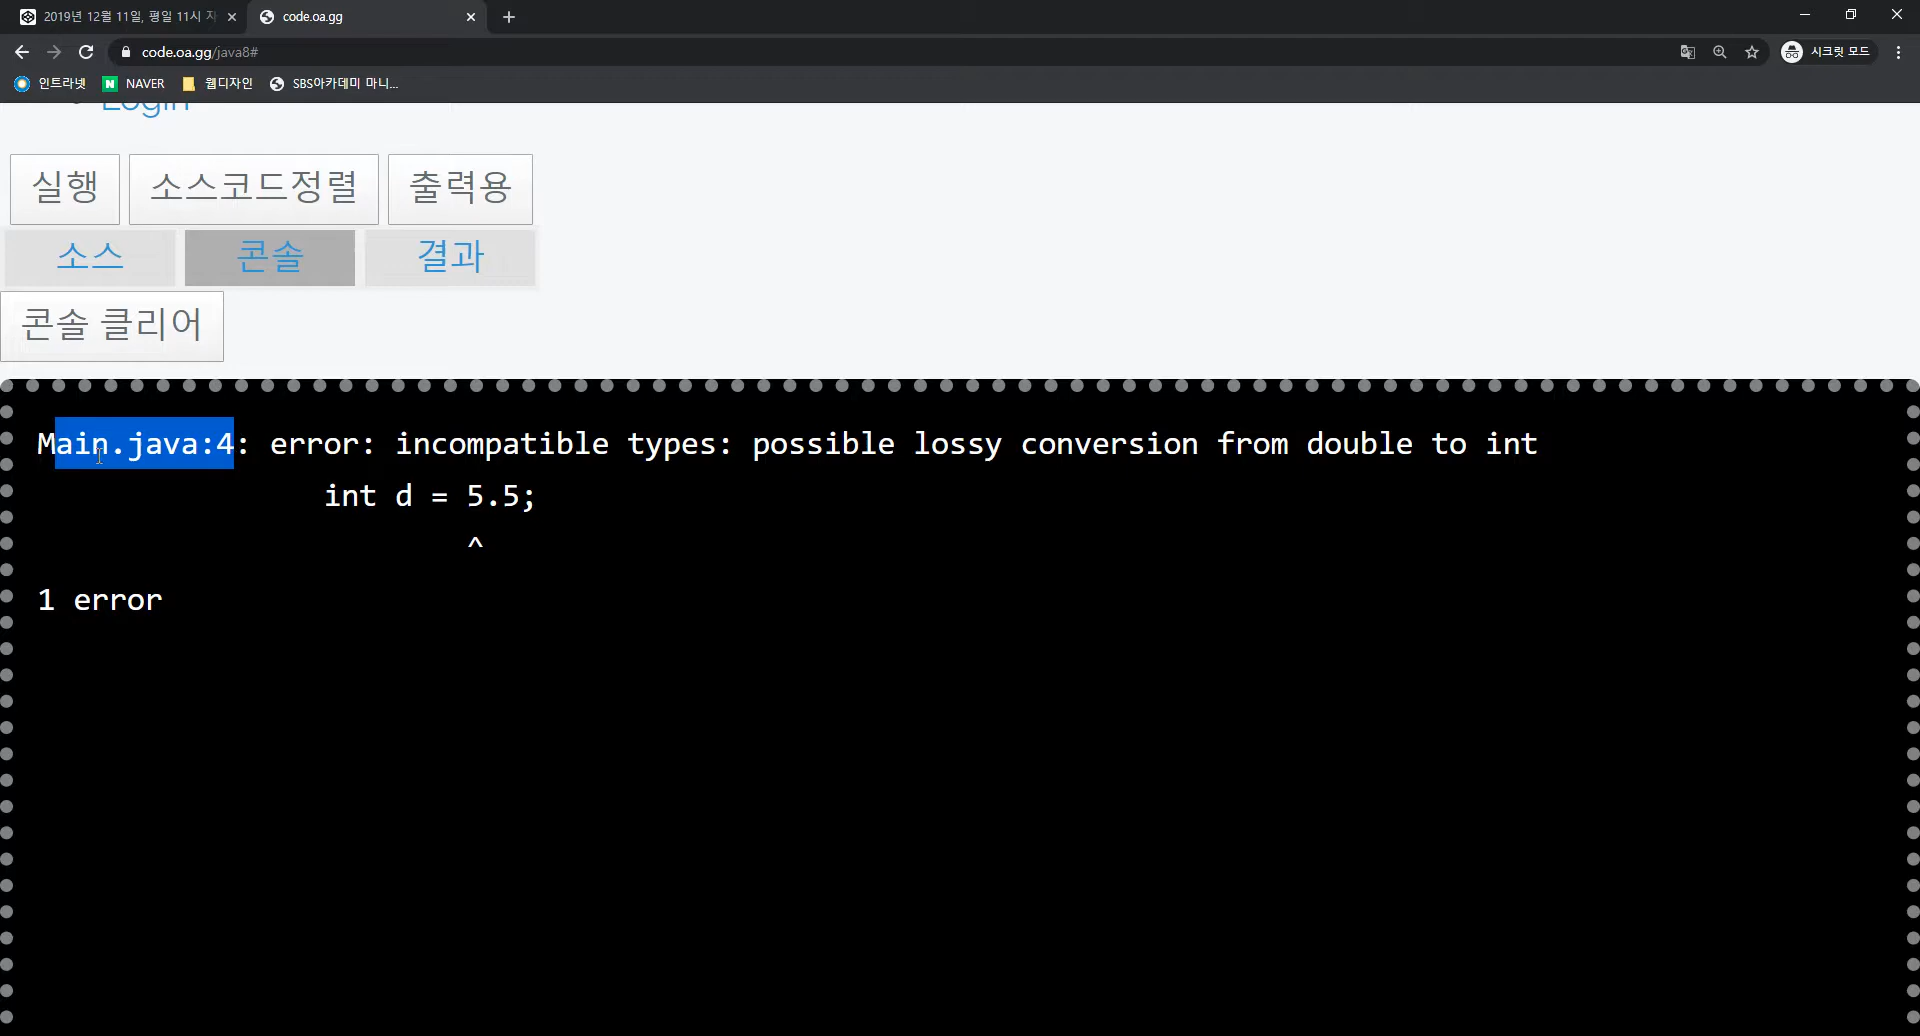 2019년 12월 11일, 평일 11시 자
code.oa.gg
code.oa.gg/java8#
시크릿 모드
인트라넷
NAVER
웹디자인
SBS아카데미 마니...
Login
실행
소스코드정렬
출력용
소스
콘솔
결과
콘솔 클리어
Main.java:4: error: incompatible types: possible lossy conversion from double to int
int d = 5.5;
^
1 error